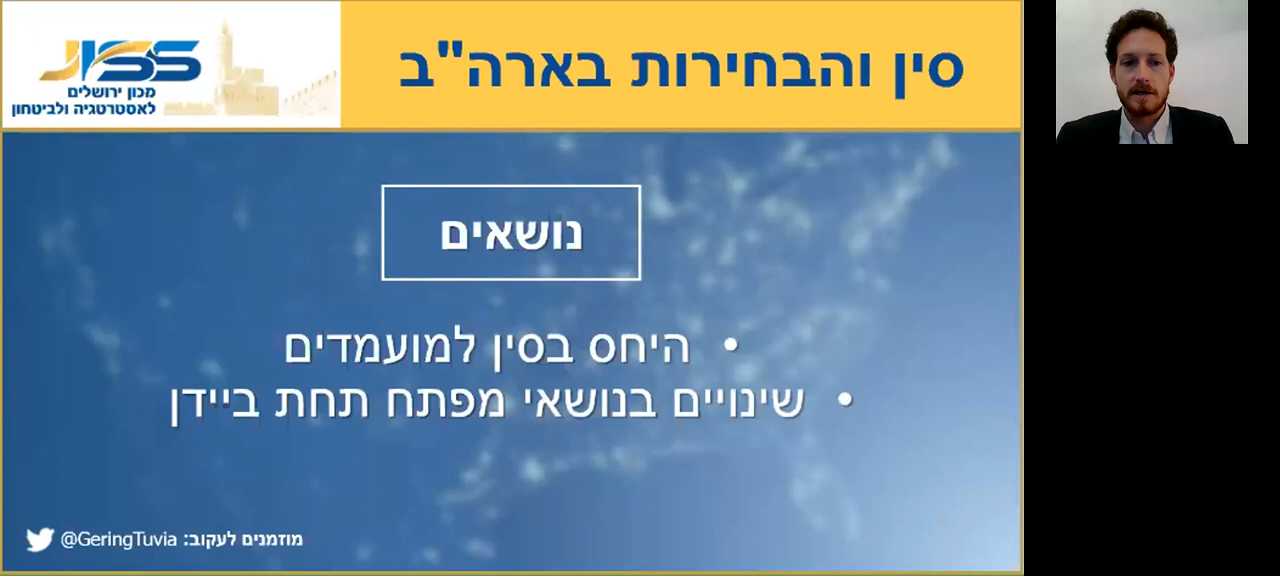 סין והבחירות בארה"ב
JISS
מכון ירושלים
לאסטרטגיה ולביטחון
נושאים
• היחס בסין למועמדים
• שינויים בנושאי מפתח תחת ביידן
מוזמנים לעקוב: @GeringTuvia